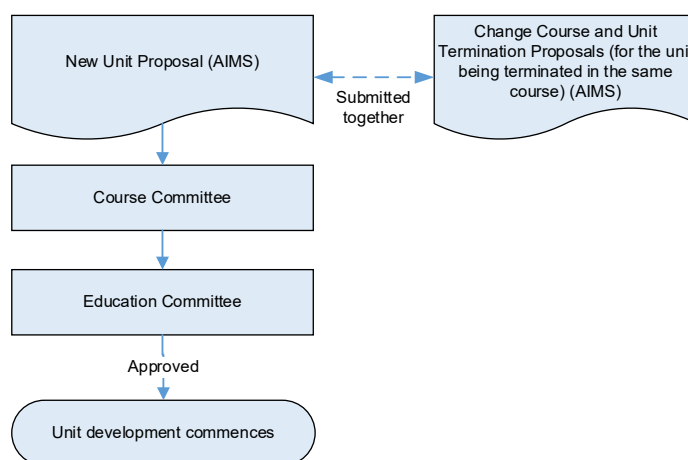 New Unit Proposal (AIMS)
Change Course and Unit
Termination Proposals (for the unit
being terminated in the same
course) (AIMS)
Submitted
together
Course Committee
Education Committee
Approved
Unit development commences